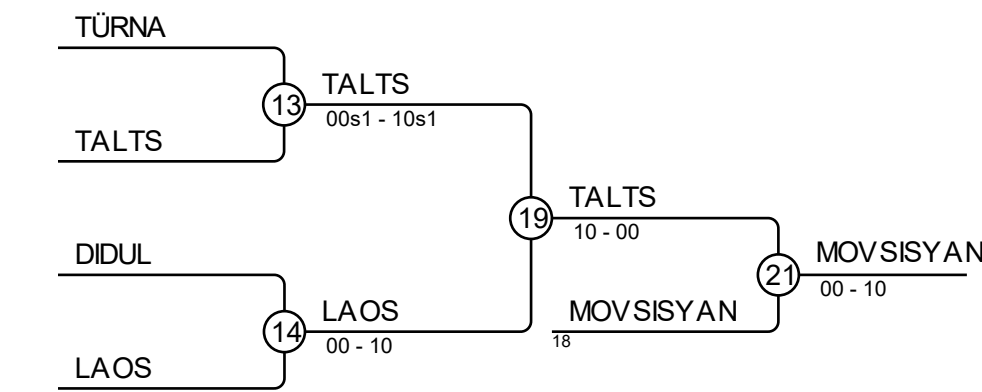 TÜRNA
13
TALTS
00s1 - 10s1
TALTS
19
TALTS
10 - 00
DIDUL
14
LAOS
00 - 10
LAOS
MOVSISYAN
18
21
MOVSISYAN
00 - 10